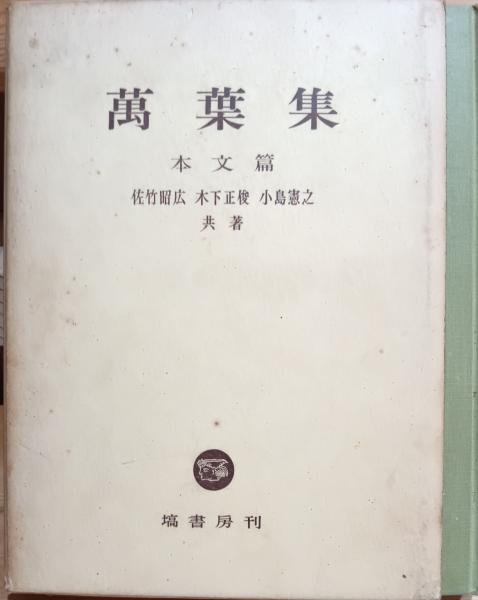 萬葉集
本文篇
佐竹昭広 木下正俊 小島憲之
共著
塙書房刊